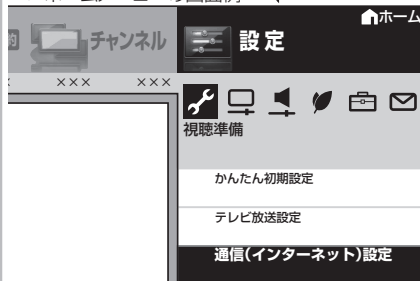 ホーム
チャンネル
設定
××× ×××
視聴準備
かんたん初期設定
テレビ放送設定
通信(インターネット)設定